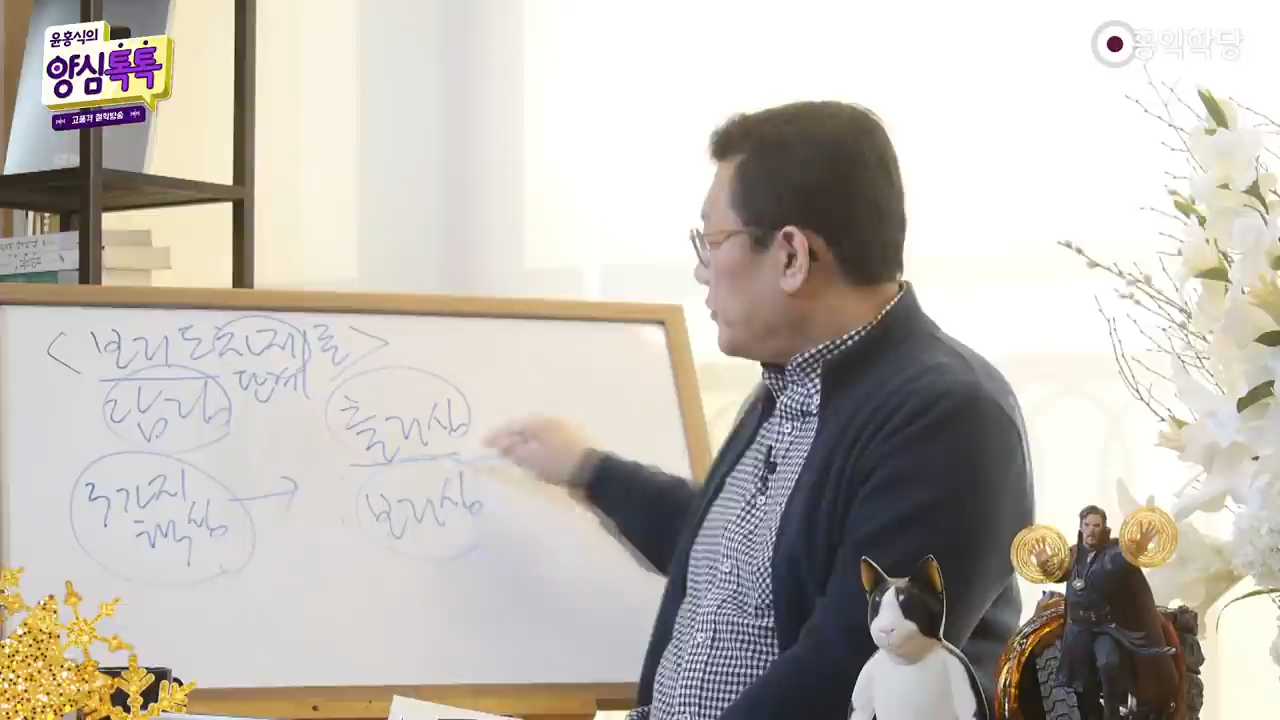 윤홍식의
양심톡톡
고품격 철학방송
홍익학당
<보리도차제론>
람림 단계
출리심
세가지 핵심 →
보리심